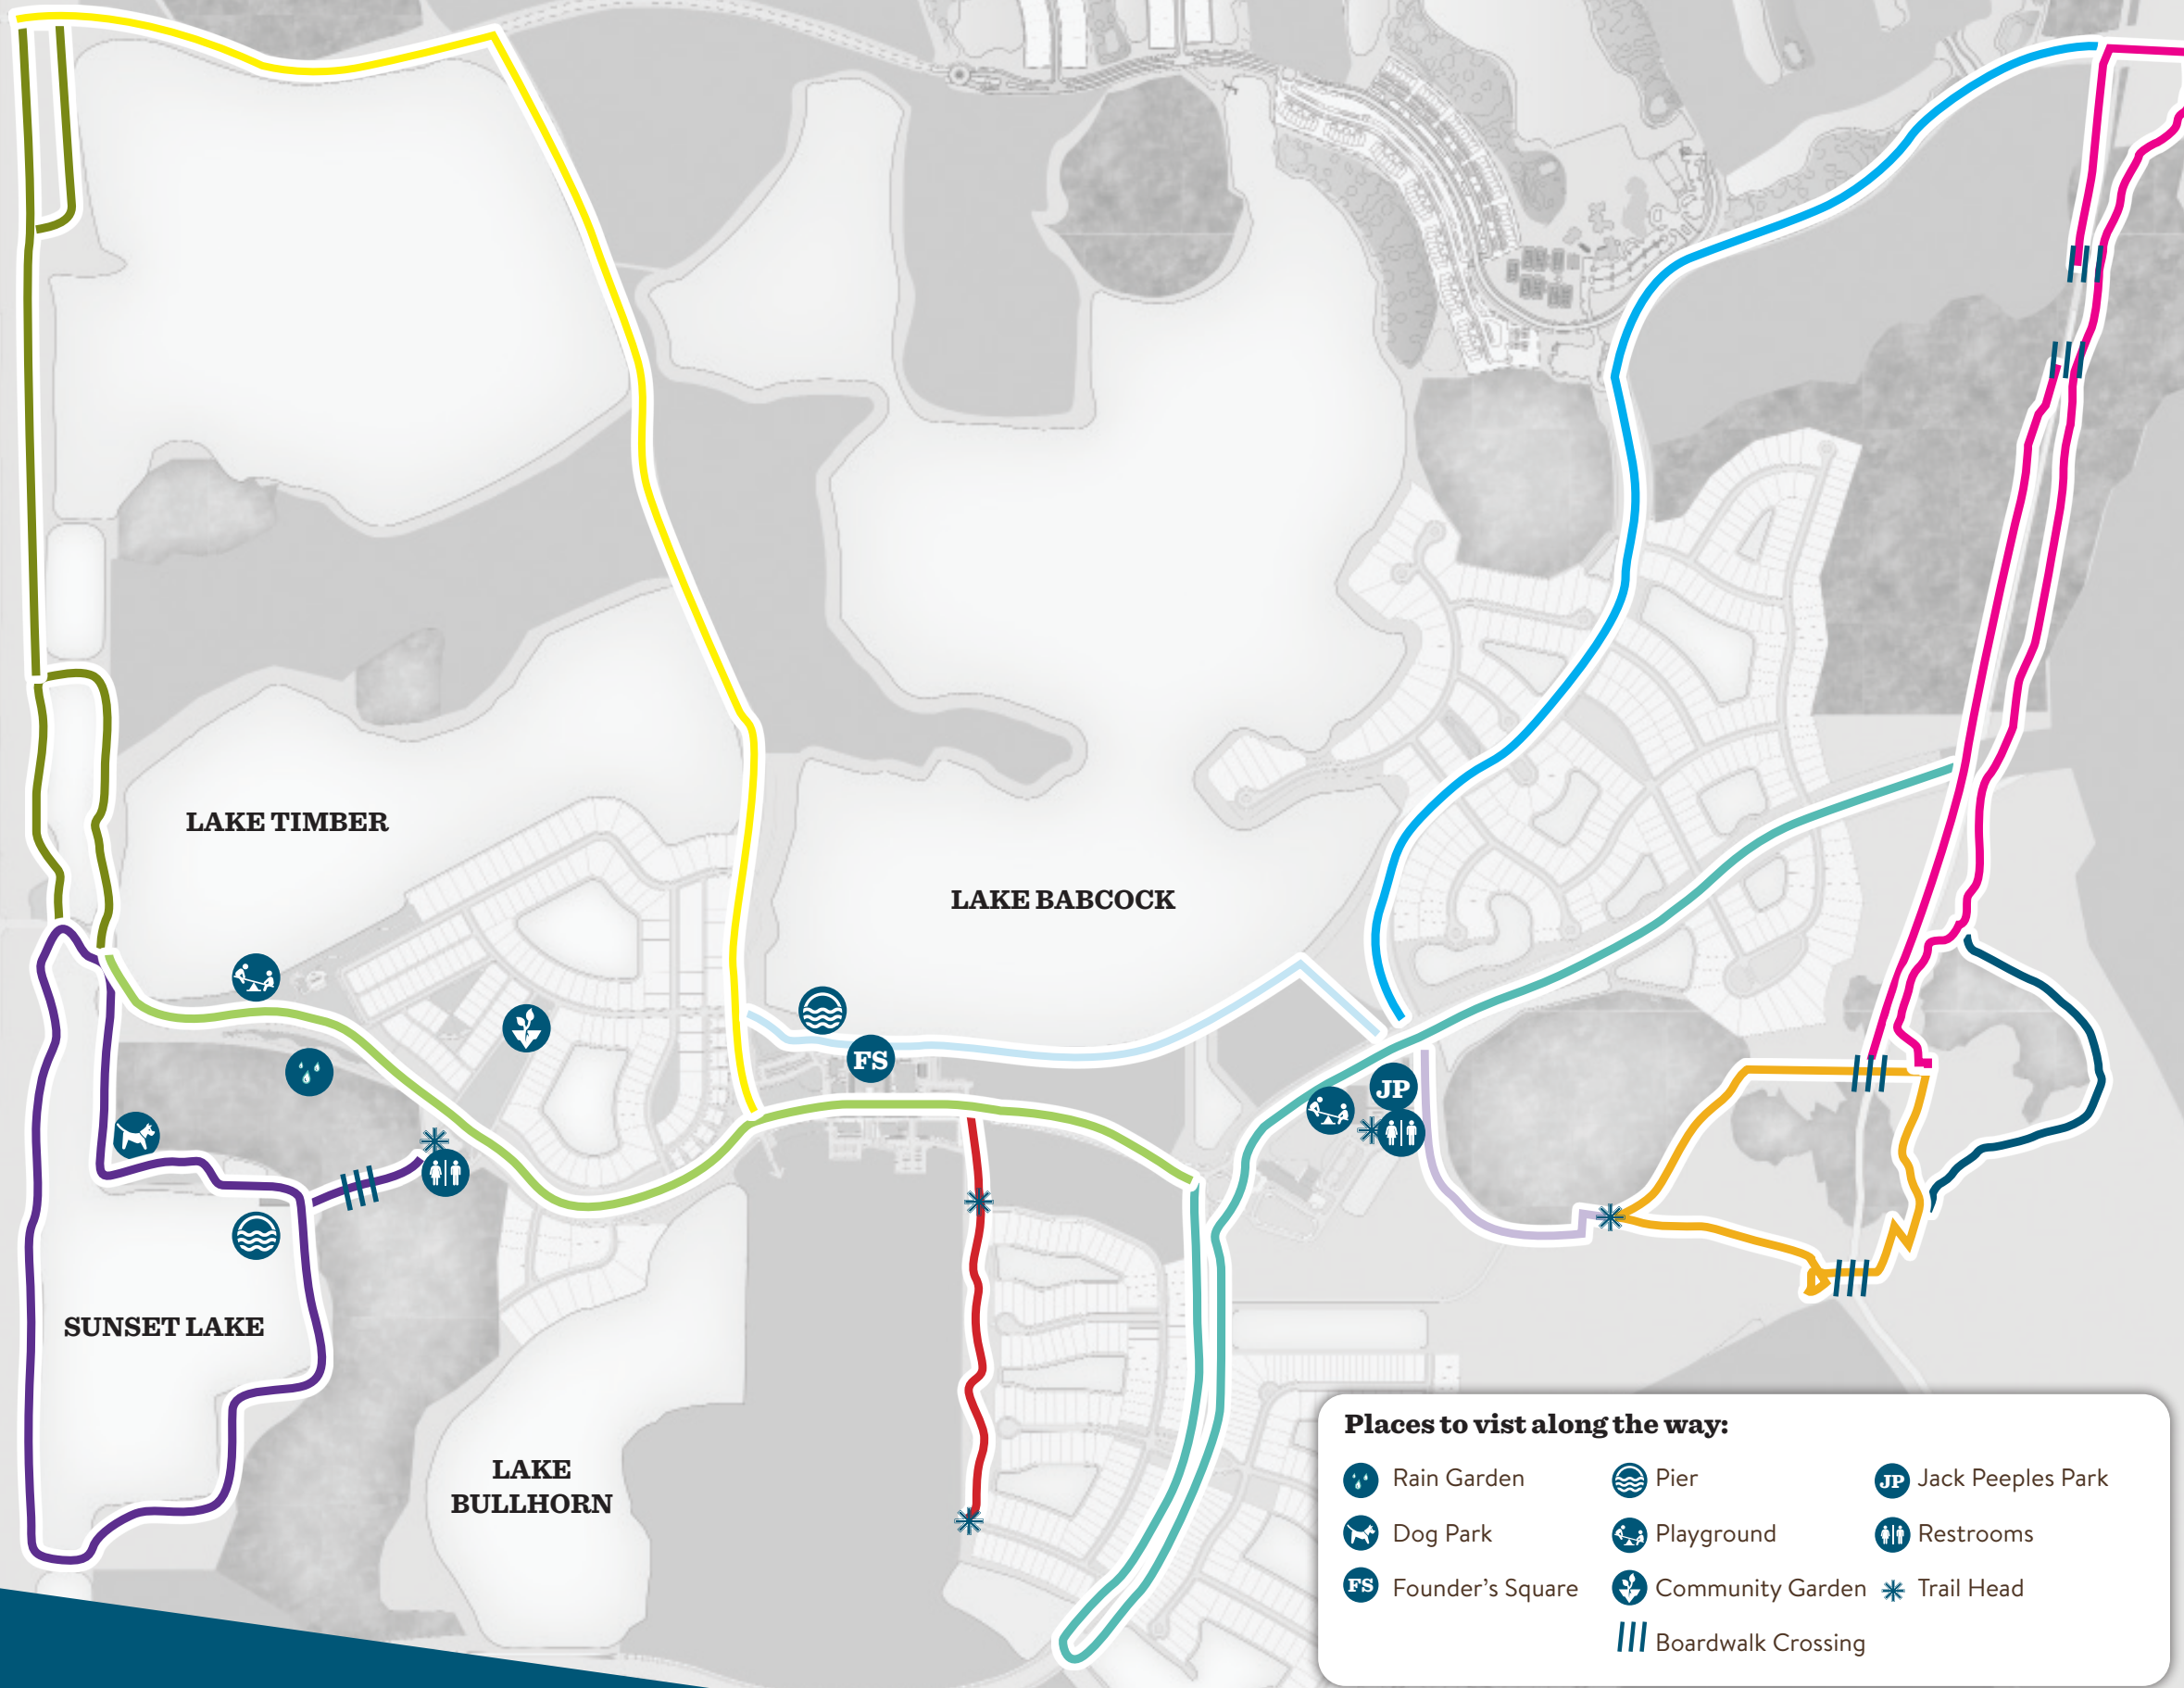 LAKE TIMBER
LAKE BABCOCK
FS
JP
SUNSET LAKE
LAKE
BULLHORN
Places to vist along the way:
Rain Garden
Dog Park
FS Founder's Square
Pier
Playground
Community Garden
Boardwalk Crossing
JP Jack Peeples Park
Restrooms
Trail Head